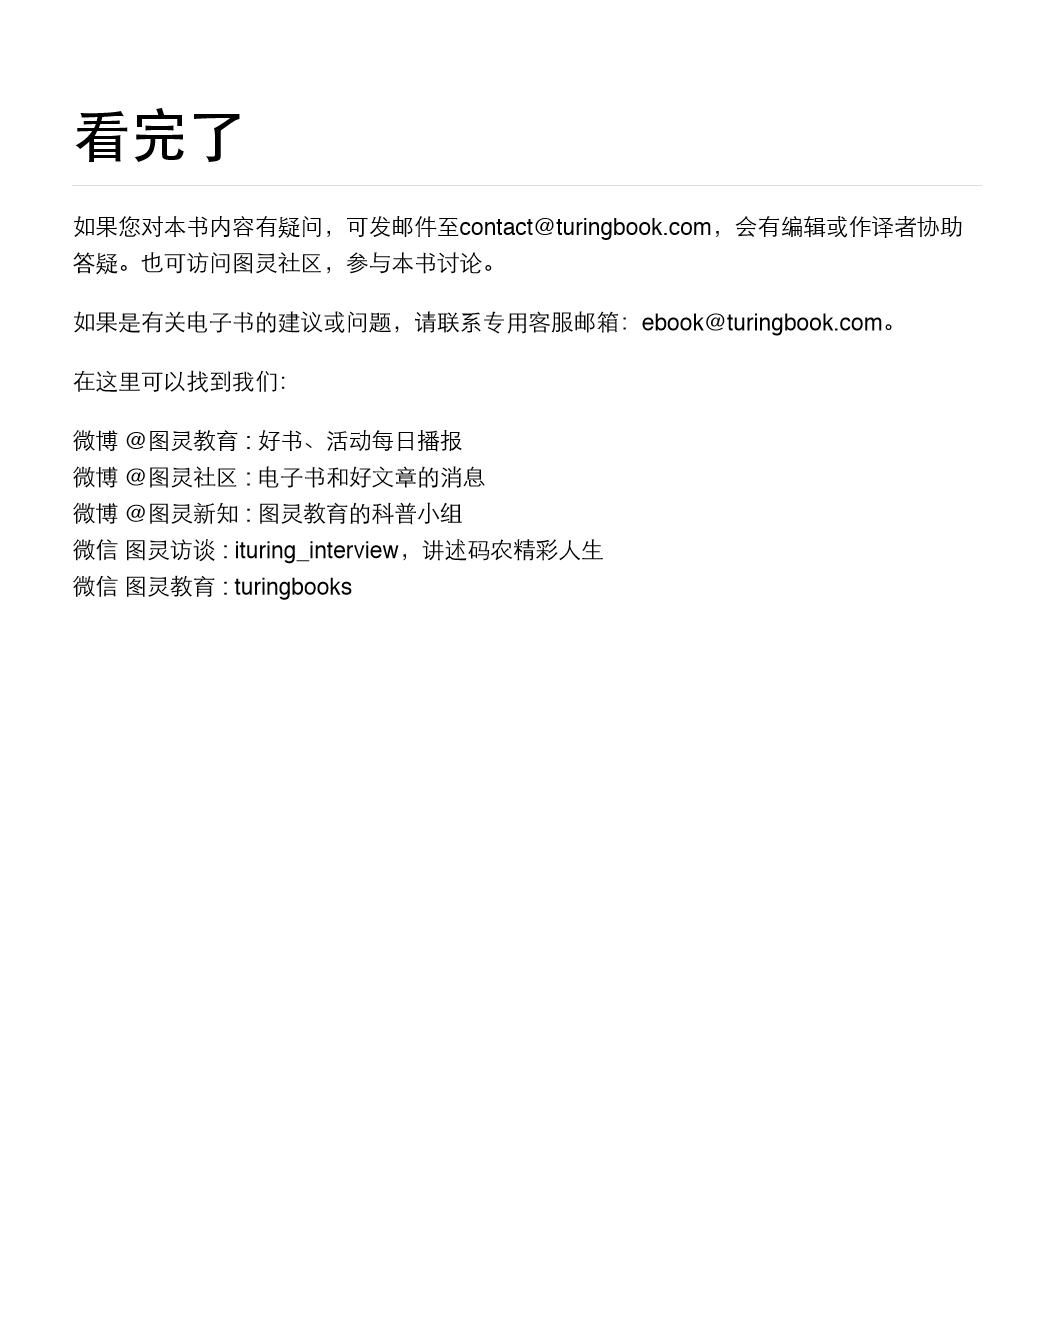 看完了
如果您对本书内容有疑问，可发邮件至contact@turingbook.com，会有编辑或作译者协助
答疑。也可访问图灵社区，参与本书讨论。
如果是有关电子书的建议或问题，请联系专用客服邮箱：ebook@turingbook.com。
在这里可以找到我们：
微博 @图灵教育 : 好书、活动每日播报
微博 @图灵社区 : 电子书和好文章的消息
微博 @图灵新知 : 图灵教育的科普小组
微信 图灵访谈 : ituring_interview，讲述码农精彩人生
微信 图灵教育 : turingbooks